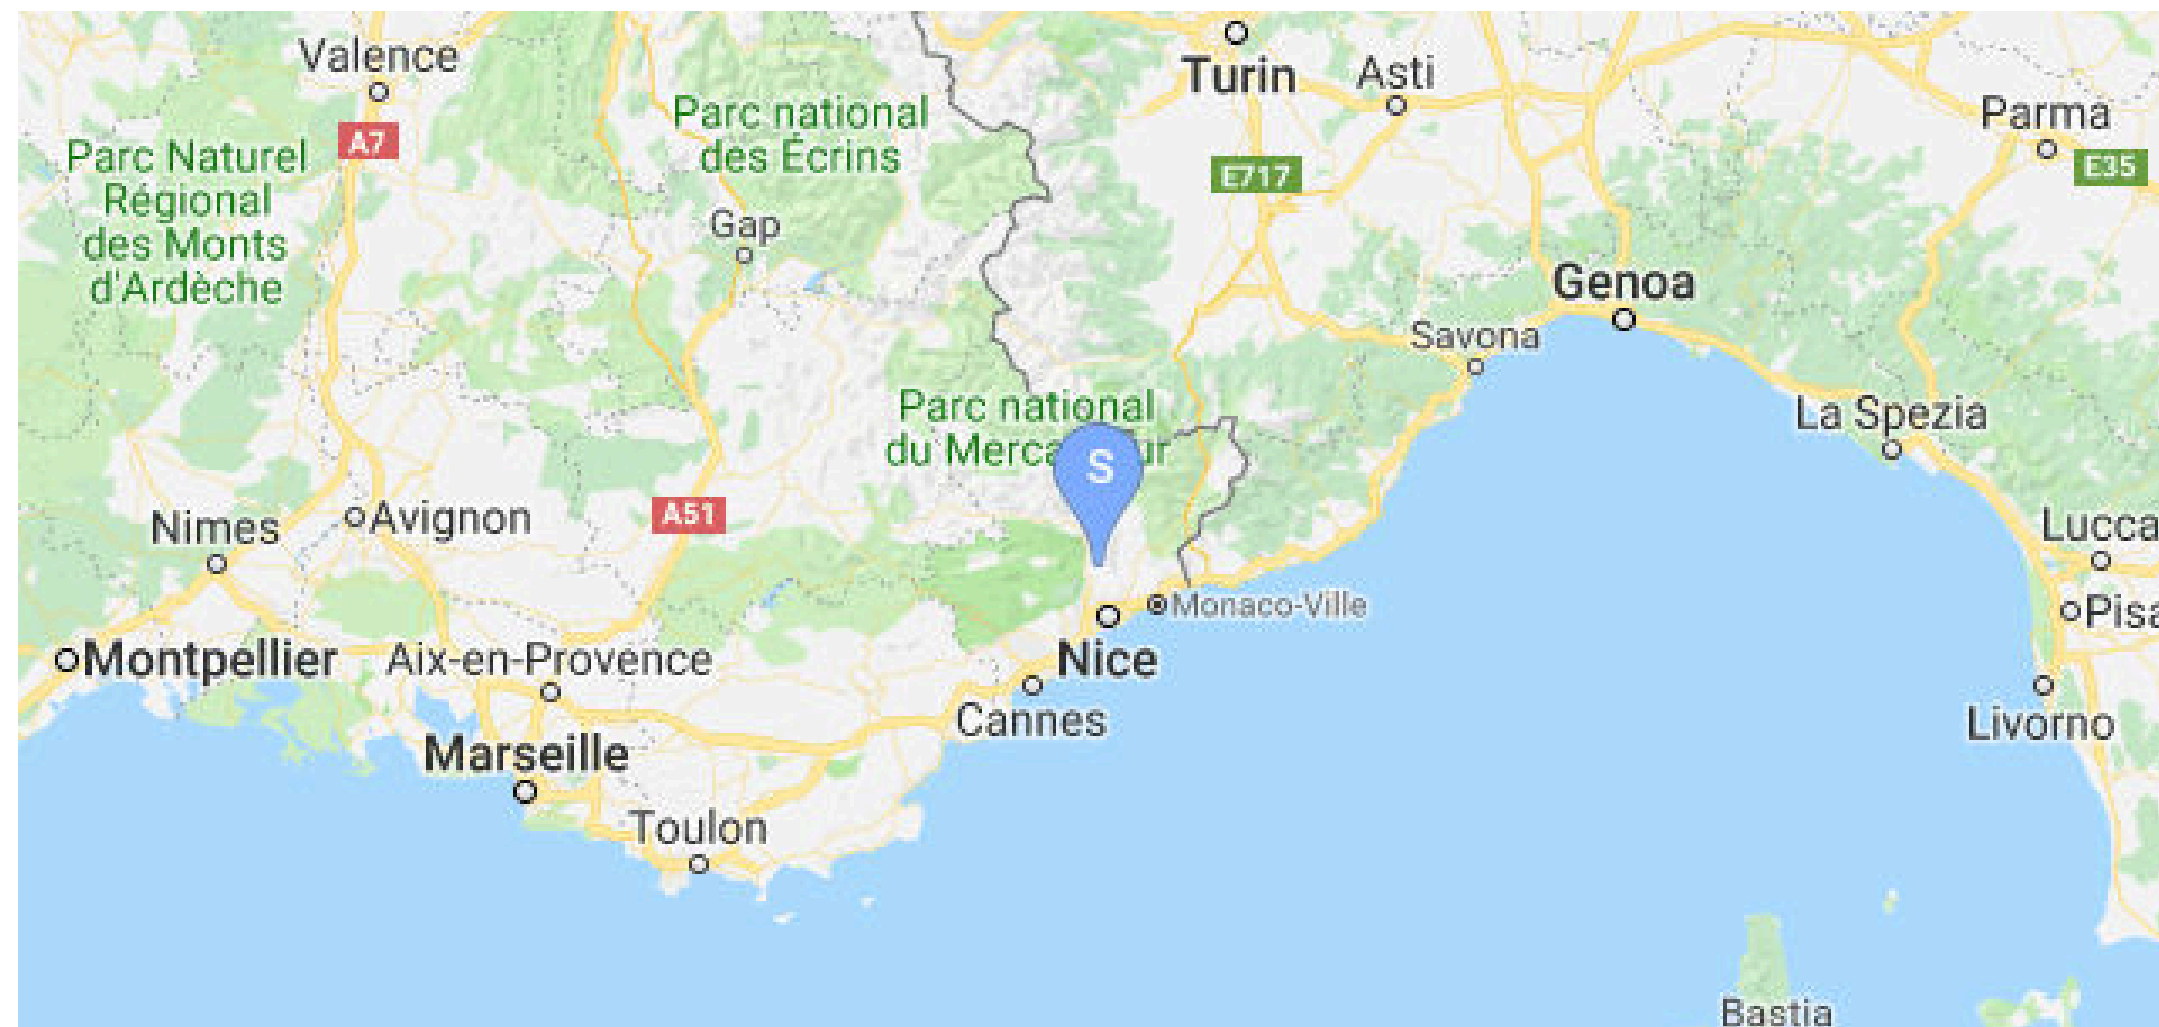 Valence
Turin
Asti
Parma
A7
E35
Parc national
des Écrins
Parc Naturel
Régional
des Monts
d'Ardèche
E717
Gap
Genoa
Savona
Parc national
du Merca ur
S
La Spezia
Nimes
Avignon
A51
Lucca
Monaco-Ville
Pisa
Montpellier
Aix-en-Provence
Nice
Cannes
Livorno
Marseille
Toulon
Bastia